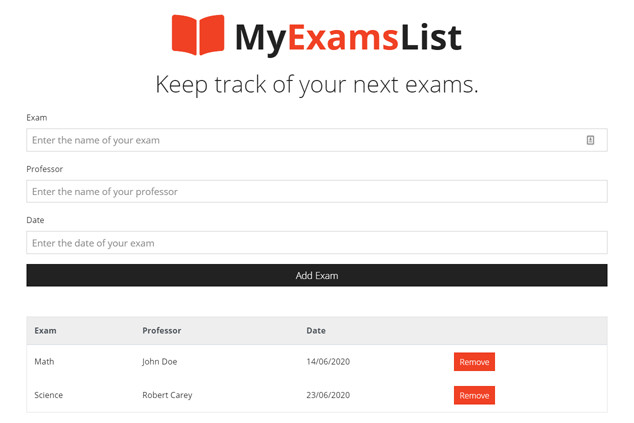 MyExamsList
Keep track of your next exams.
Exam
Enter the name of your exam
Professor
Enter the name of your professor
Date
Enter the date of your exam
Add Exam
Exam Professor Date
Math John Doe 14/06/2020 Remove
Science Robert Carey 23/06/2020 Remove